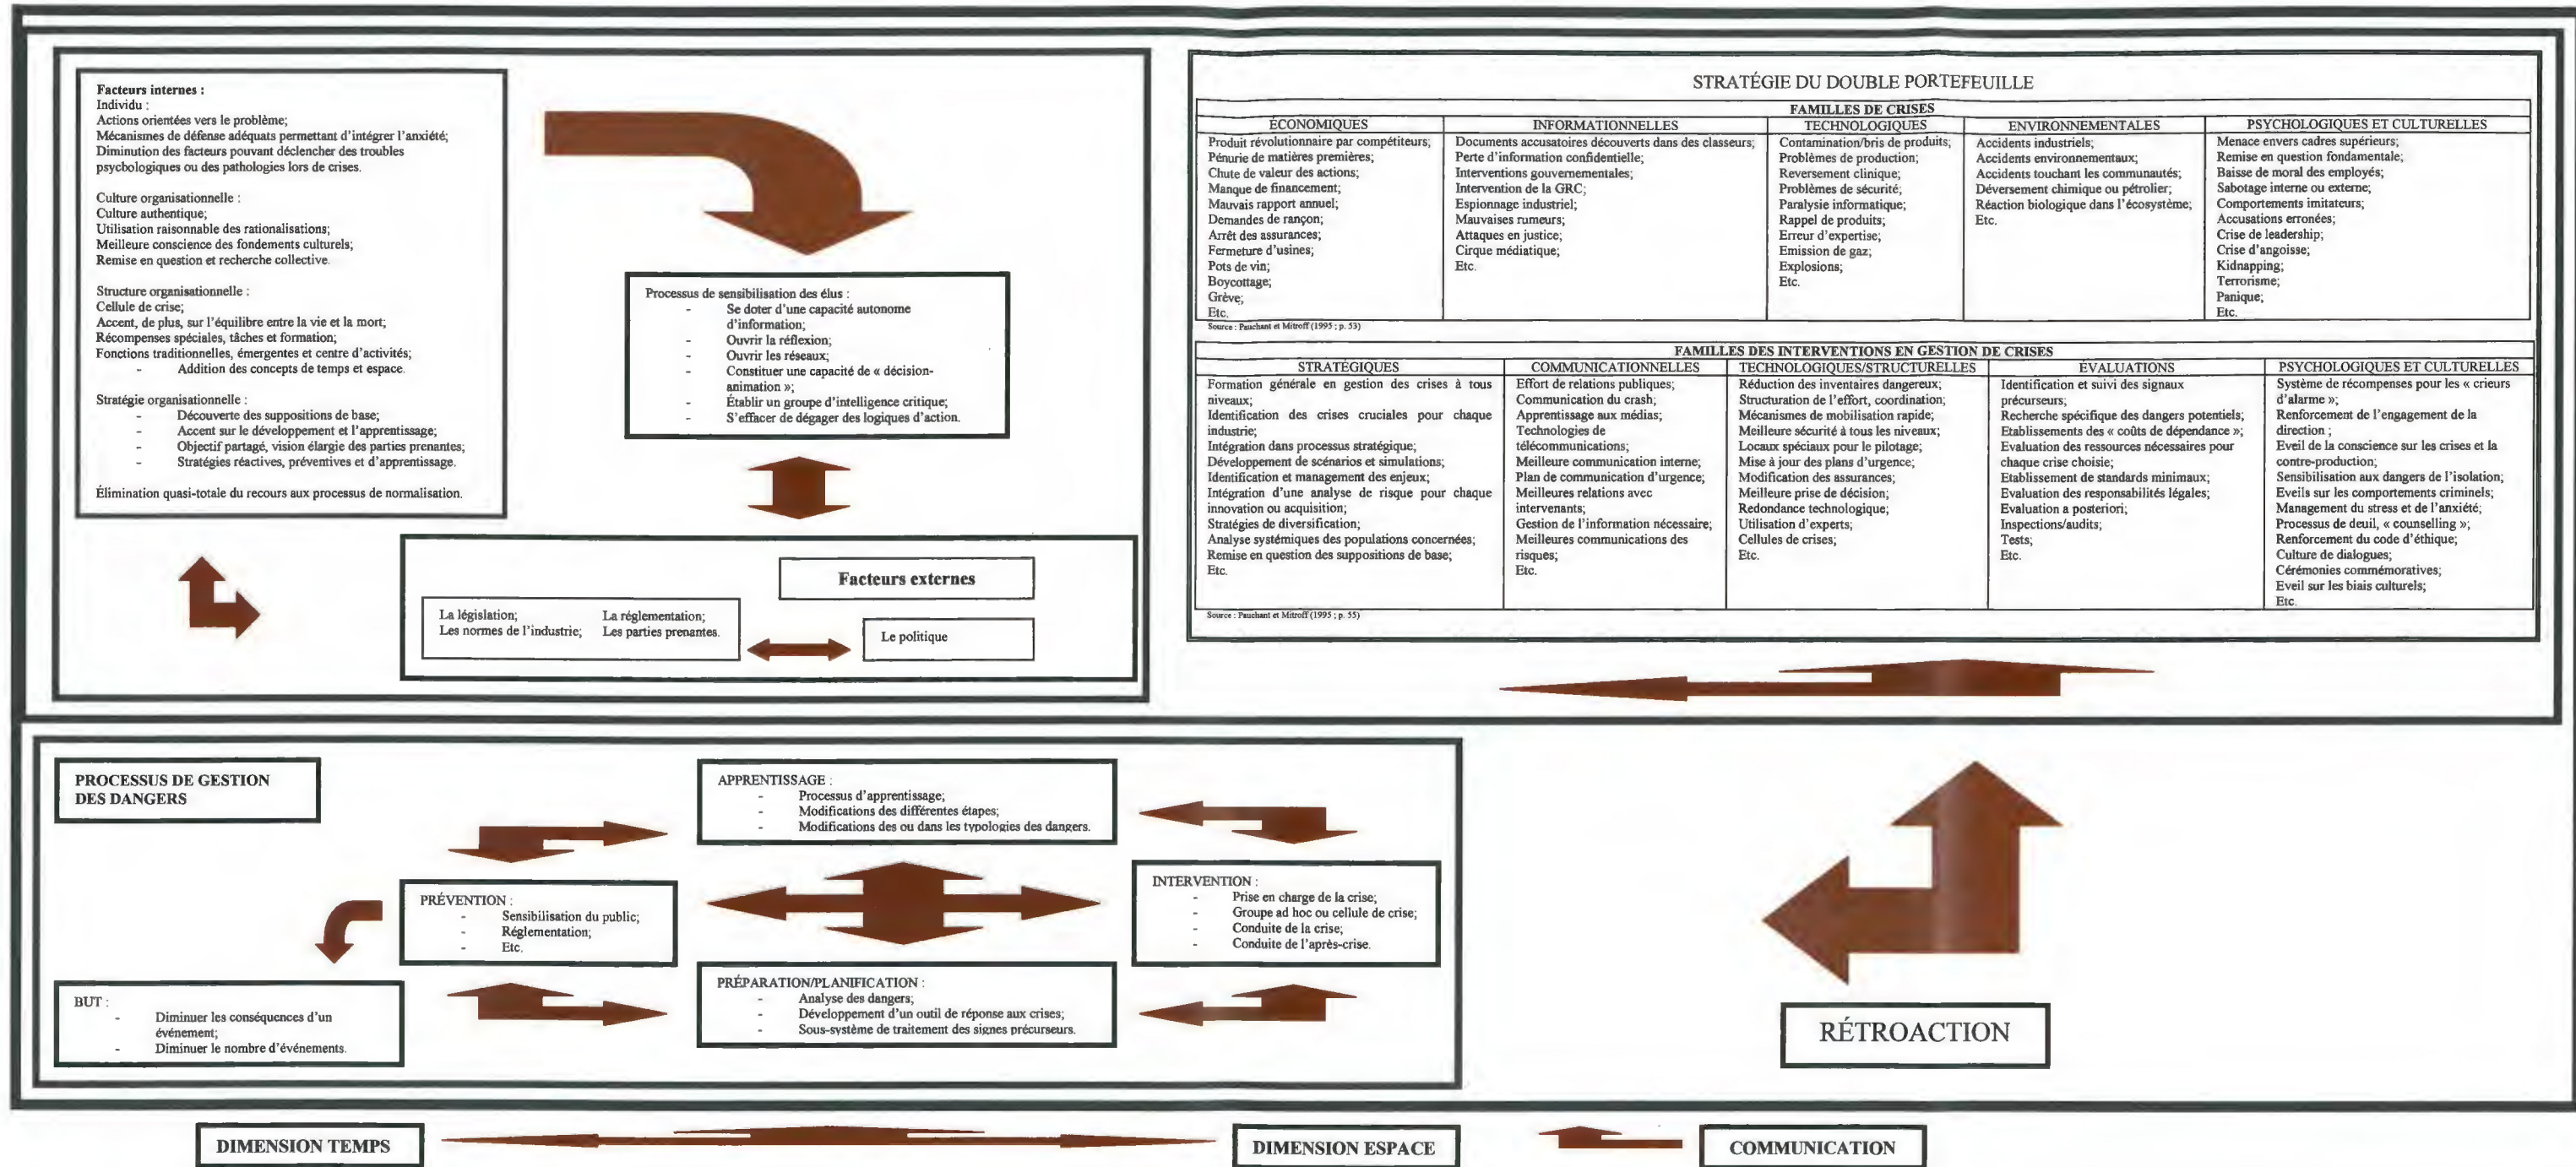 Facteurs internes :
Individu :
Actions orientées vers le problème;
Mécanismes de défense adéquats permettant d'intégrer l'anxiété;
Diminution des facteurs pouvant déclencher des troubles
psychologiques ou des pathologies lors de crises.
Culture organisationnelle :
Culture authentique;
Utilisation raisonnable des rationalisations;
Meilleure conscience des fondements culturels;
Remise en question et recherche collective.
Structure organisationnelle :
Cellule de crise;
Accent, de plus, sur l'équilibre entre la vie et la mort;
Récompenses spéciales, tâches et formation;
Fonctions traditionnelles, émergentes et centre d'activités;
- Addition des concepts de temps et espace.
Stratégie organisationnelle :
- Découverte des suppositions de base;
- Accent sur le développement et l'apprentissage;
- Objectif partagé, vision élargie des parties prenantes;
- Stratégies réactives, préventives et d'apprentissage.
Élimination quasi-totale du recours aux processus de normalisation.
Processus de sensibilisation des élus :
- Se doter d'une capacité autonome
d'information;
- Ouvrir la réflexion;
- Ouvrir les réseaux;
- Constituer une capacité de « décision-
animation »;
- Établir un groupe d'intelligence critique;
- S'effacer de dégager des logiques d'action.
Facteurs externes
La législation; La réglementation;
Les normes de l'industrie; Les parties prenantes.
Le politique
STRATÉGIE DU DOUBLE PORTEFEUILLE
FAMILLES DE CRISES
ÉCONOMIQUES
Produit révolutionnaire par compétiteurs;
Pénurie de matières premières;
Chute de valeur des actions;
Manque de financement;
Mauvais rapport annuel;
Demandes de rançon;
Arrêt des assurances;
Fermeture d'usines;
Pots de vin;
Boycottage;
Grève;
Etc.
INFORMATIONNELLES
Documents accusatoires découverts dans des classeurs;
Perte d'information confidentielle;
Interventions gouvernementales;
Intervention de la GRC;
Espionnage industriel;
Mauvaises rumeurs;
Attaques en justice;
Cirque médiatique;
Etc.
TECHNOLOGIQUES
Contamination/bris de produits;
Problèmes de production;
Reversement clinique;
Problèmes de sécurité;
Paralysie informatique;
Rappel de produits;
Erreur d'expertise;
Emission de gaz;
Explosions;
Etc.
ENVIRONNEMENTALES
Accidents industriels;
Accidents environnementaux;
Accidents touchant les communautés;
Déversement chimique ou pétrolier;
Réaction biologique dans l'écosystème;
Etc.
PSYCHOLOGIQUES ET CULTURELLES
Menace envers cadres supérieurs;
Remise en question fondamentale;
Baisse de moral des employés;
Sabotage interne ou externe;
Comportements imitateurs;
Accusations erronées;
Crise de leadership;
Crise d'angoisse;
Kidnapping;
Terrorisme;
Panique;
Etc.
Source : Pauchant et Mitroff (1995 ; p. 53)
FAMILLES DES INTERVENTIONS EN GESTION DE CRISES
STRATÉGIQUES
Formation générale en gestion des crises à tous
niveaux;
Identification des crises cruciales pour chaque
industrie;
Intégration dans processus stratégique;
Développement de scénarios et simulations;
Identification et management des enjeux;
Intégration d'une analyse de risque pour chaque
innovation ou acquisition;
Stratégies de diversification;
Analyse systémiques des populations concernées;
Remise en question des suppositions de base;
Etc.
COMMUNICATIONNELLES
Effort de relations publiques;
Communication du crash;
Apprentissage aux médias;
Technologies de
télécommunications;
Meilleure communication interne;
Plan de communication d'urgence;
Meilleures relations avec
intervenants;
Gestion de l'information nécessaire;
Meilleures communications des
risques;
Etc.
TECHNOLOGIQUES/STRUCTURELLES
Réduction des inventaires dangereux;
Structuration de l'effort, coordination;
Mécanismes de mobilisation rapide;
Meilleure sécurité à tous les niveaux;
Locaux spéciaux pour le pilotage;
Mise à jour des plans d'urgence;
Modification des assurances;
Meilleure prise de décision;
Redondance technologique;
Utilisation d'experts;
Cellules de crises;
Etc.
ÉVALUATIONS
Identification et suivi des signaux
précurseurs;
Recherche spécifique des dangers potentiels;
Etablissements des « coûts de dépendance »;
Evaluation des ressources nécessaires pour
chaque crise choisie;
Etablissement de standards minimaux;
Evaluation des responsabilités légales;
Evaluation a posteriori;
Inspections/audits;
Tests;
Etc.
PSYCHOLOGIQUES ET CULTURELLES
Système de récompenses pour les « crieurs
d'alarme »;
Renforcement de l'engagement de la
direction ;
Eveil de la conscience sur les crises et la
contre-production;
Sensibilisation aux dangers de l'isolation;
Eveils sur les comportements criminels;
Management du stress et de l'anxiété;
Processus de deuil, « counselling »;
Renforcement du code d'éthique;
Culture de dialogues;
Cérémonies commémoratives;
Eveil sur les biais culturels;
Etc.
Source : Pauchant et Mitroff (1995 ; p. 55)
PROCESSUS DE GESTION
DES DANGERS
APPRENTISSAGE :
- Processus d'apprentissage;
- Modifications des différentes étapes;
- Modifications des ou dans les typologies des dangers.
PRÉVENTION :
- Sensibilisation du public;
- Réglementation;
- Etc.
INTERVENTION :
- Prise en charge de la crise;
- Groupe ad hoc ou cellule de crise;
- Conduite de la crise;
- Conduite de l'après-crise.
BUT :
- Diminuer les conséquences d'un
événement;
- Diminuer le nombre d'événements.
PRÉPARATION/PLANIFICATION :
- Analyse des dangers;
- Développement d'un outil de réponse aux crises;
- Sous-système de traitement des signes précurseurs.
RÉTROACTION
DIMENSION TEMPS
DIMENSION ESPACE
COMMUNICATION